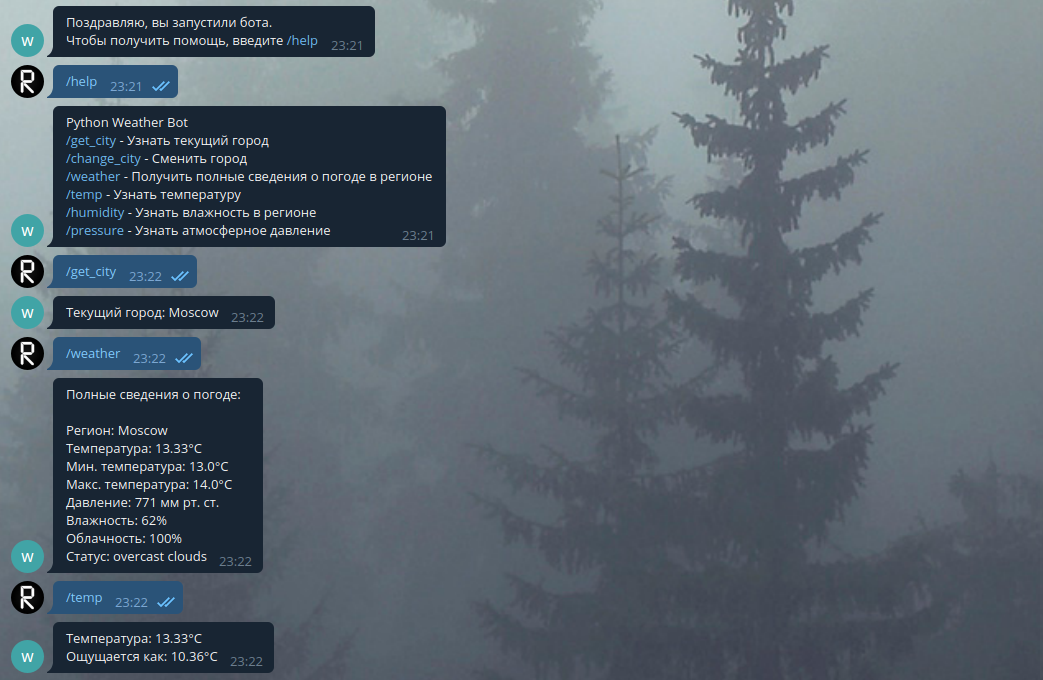 Поздравляю, вы запустили бота.
Чтобы получить помощь, введите /help 23:21
W
/help 23:21
R
Python Weather Bot
/get_city - Узнать текущий город
/change_city - Сменить город
/weather - Получить полные сведения о погоде в регионе
/temp - Узнать температуру
/humidity - Узнать влажность в регионе
/pressure - Узнать атмосферное давление 23:21
W
/get_city 23:22
R
Текущий город: Moscow 23:22
W
/weather 23:22
R
Полные сведения о погоде:
Регион: Moscow
Температура: 13.33°C
Мин. температура: 13.0°C
Макс. температура: 14.0°C
Давление: 771 мм рт. ст.
Влажность: 62%
Облачность: 100%
Статус: overcast clouds 23:22
W
/temp 23:22
R
Температура: 13.33°C
Ощущается как: 10.36°C 23:22
W